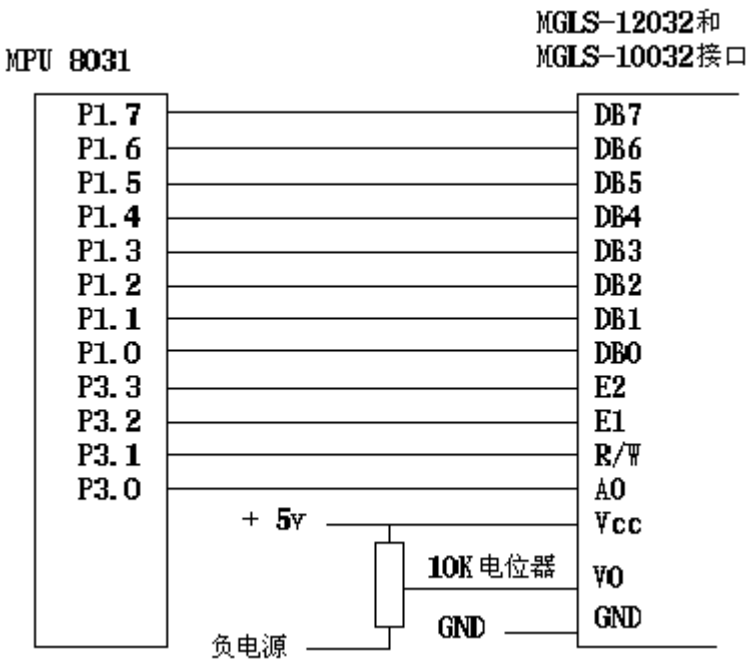 MGLS-12032和
MPU 8031
MGLS-10032接口
P1.7
DB7
P1.6
DB6
P1.5
DB5
P1.4
DB4
P1.3
DB3
P1.2
DB2
P1.1
DB1
P1.0
DB0
P3.3
E2
P3.2
E1
P3.1
R/W
P3.0
A0
+ 5v
Vcc
10K 电位器
V0
GND
GND
负电源